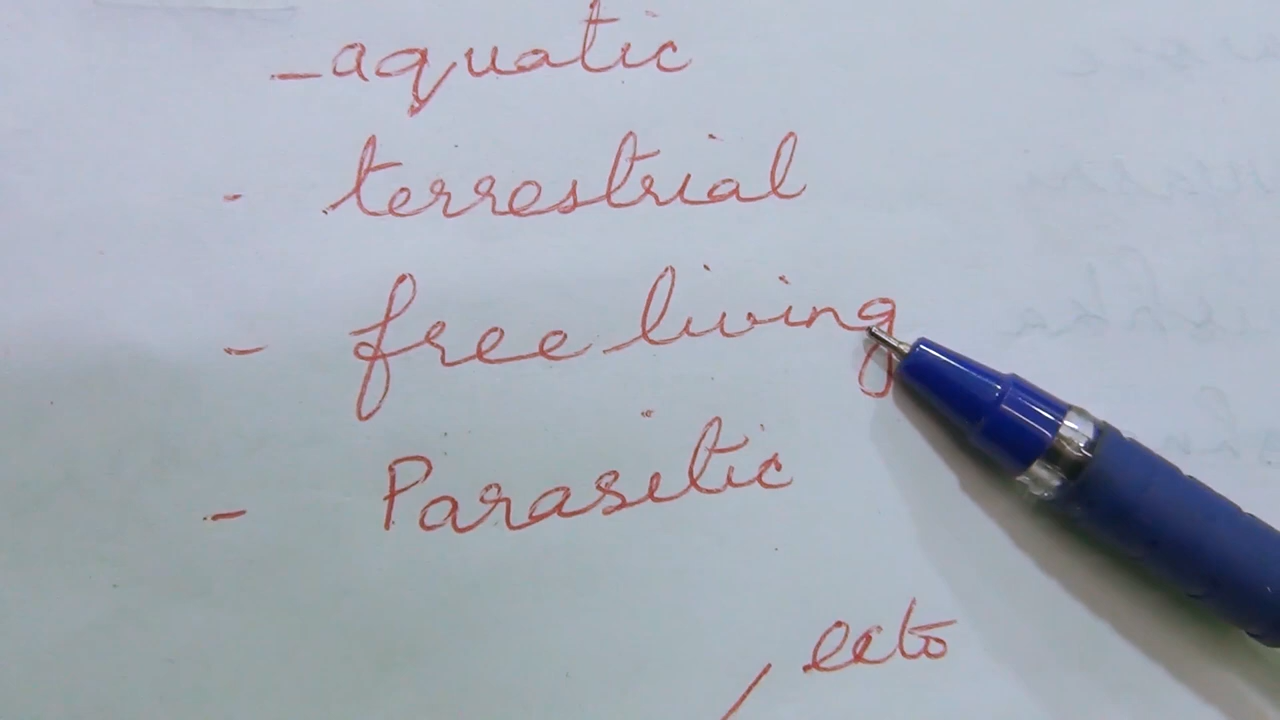 - aquatic
- terrestrial
- free living
- Parasitic
ecto